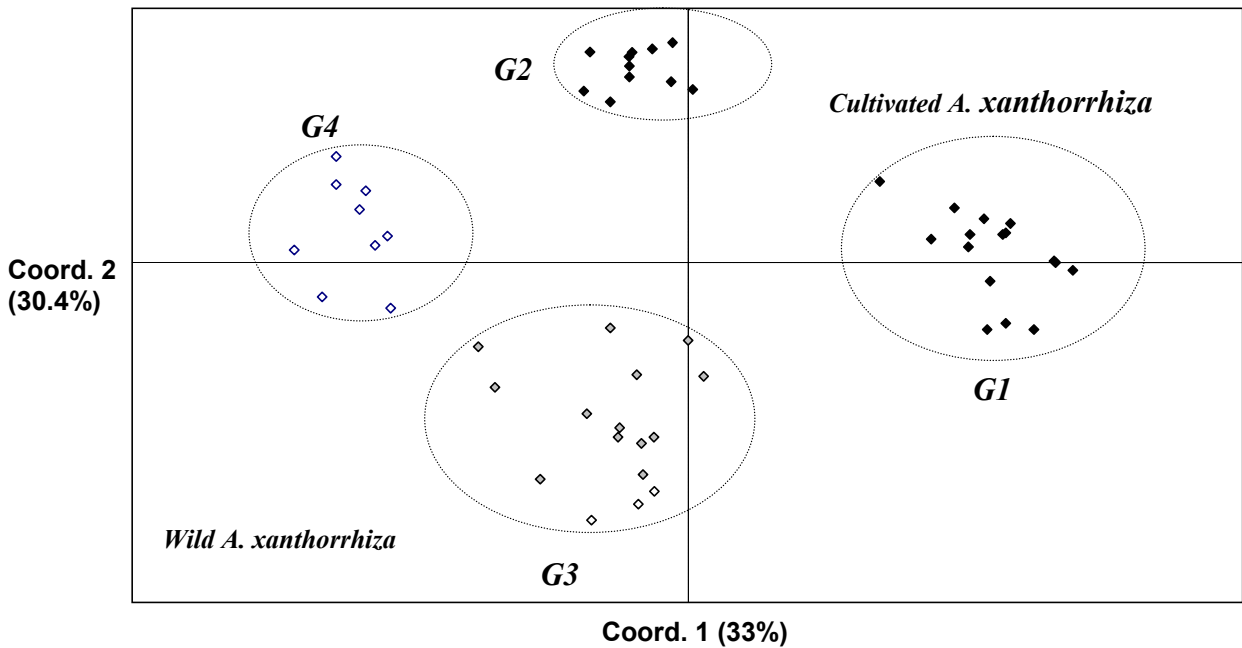 G2
Cultivated A. xanthorrhiza
G4
Coord. 2
(30.4%)
G1
Wild A. xanthorrhiza
G3
Coord. 1 (33%)